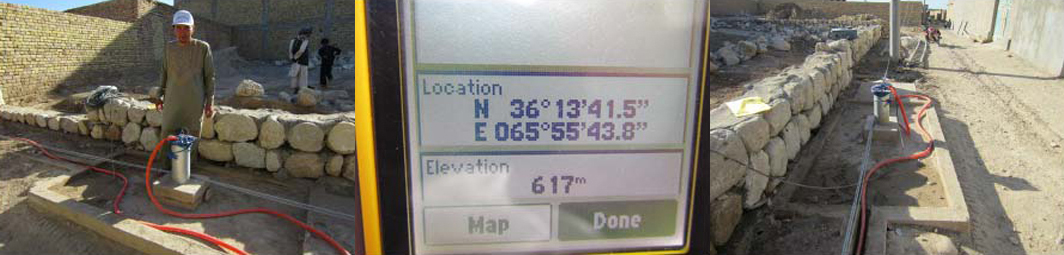 Location
N 36°13'41.5"
E 065°55'43.8"
Elevation
617m
Map Done